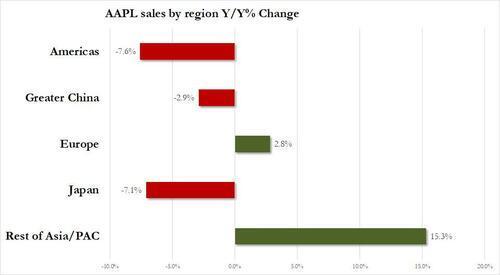 AAPL sales by region Y/Y% Change
Americas
-7.6%
Greater China
-2.9%
Europe
2.8%
Japan
-7.1%
Rest of Asia/PAC
15.3%
-10.0% -5.0% 0.0% 5.0% 10.0% 15.0% 20.0%